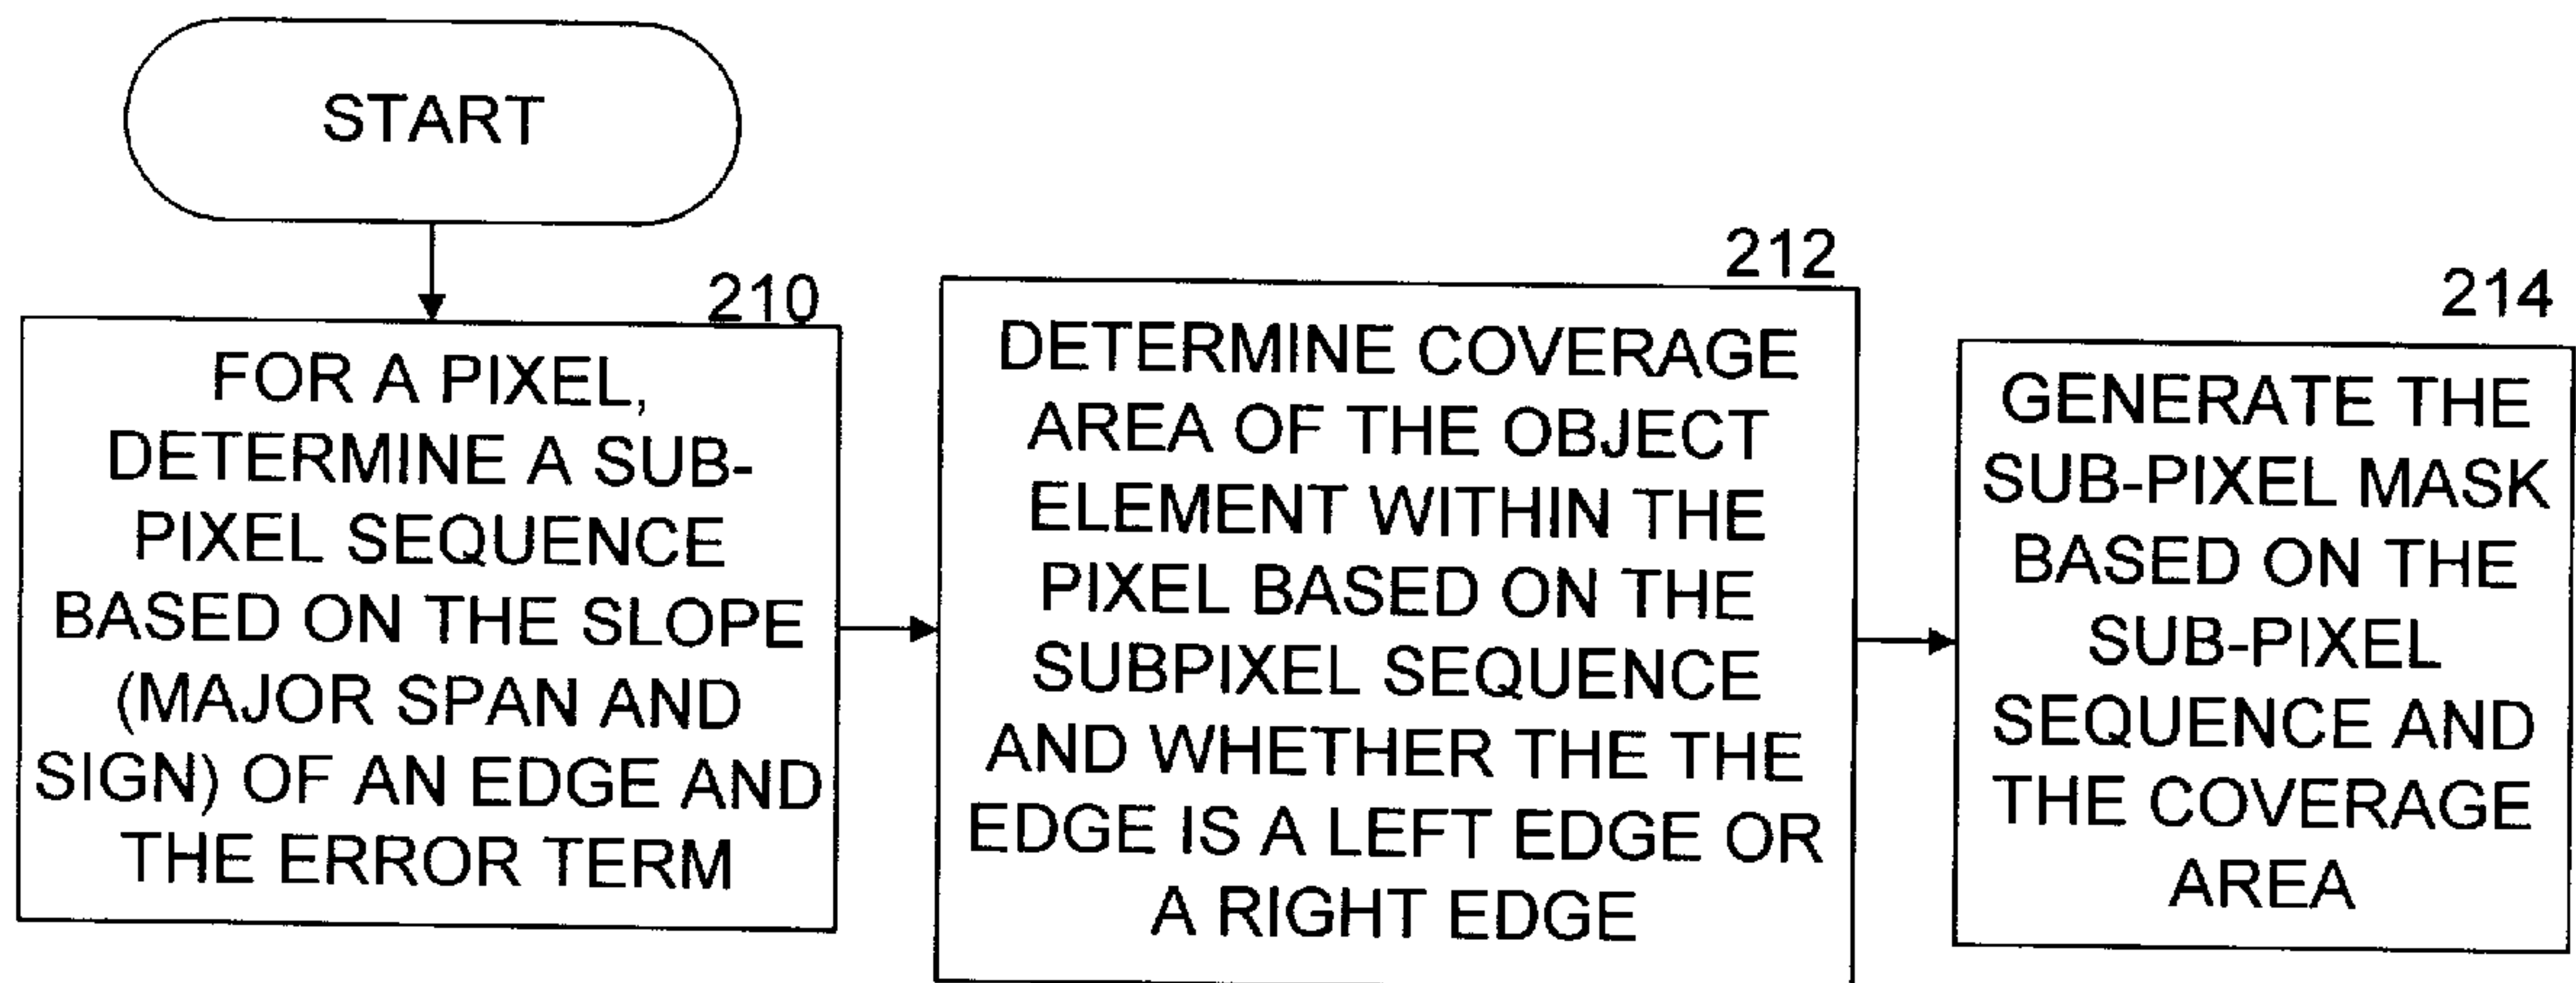 START
210
FOR A PIXEL,
DETERMINE A SUB-
PIXEL SEQUENCE
BASED ON THE SLOPE
(MAJOR SPAN AND
SIGN) OF AN EDGE AND
THE ERROR TERM
212
DETERMINE COVERAGE
AREA OF THE OBJECT
ELEMENT WITHIN THE
PIXEL BASED ON THE
SUBPIXEL SEQUENCE
AND WHETHER THE THE
EDGE IS A LEFT EDGE OR
A RIGHT EDGE
214
GENERATE THE
SUB-PIXEL MASK
BASED ON THE
SUB-PIXEL
SEQUENCE AND
THE COVERAGE
AREA